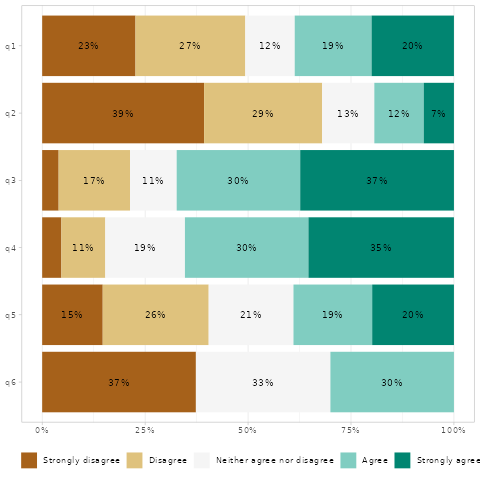 q1 23% 27% 12% 19% 20%
q2 39% 29% 13% 12% 7%
q3 17% 11% 30% 37%
q4 11% 19% 30% 35%
q5 15% 26% 21% 19% 20%
q6 37% 33% 30%
0% 25% 50% 75% 100%
Strongly disagree Disagree Neither agree nor disagree Agree Strongly agree